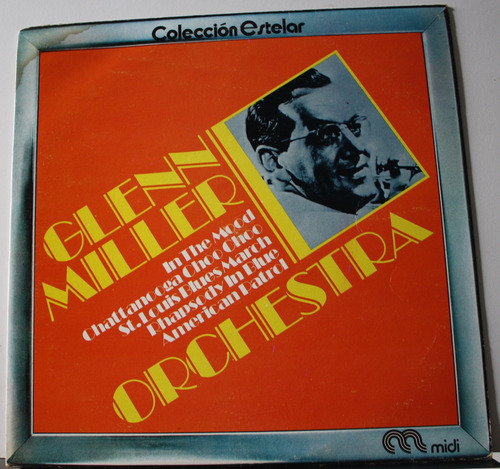 Colección Estelar
GLENN
MILLER
In The Mood
Chattanooga Choo Choo
St. Louis Blues March
Rhapsody In Blue
American Patrol
ORCHESTRA
midi